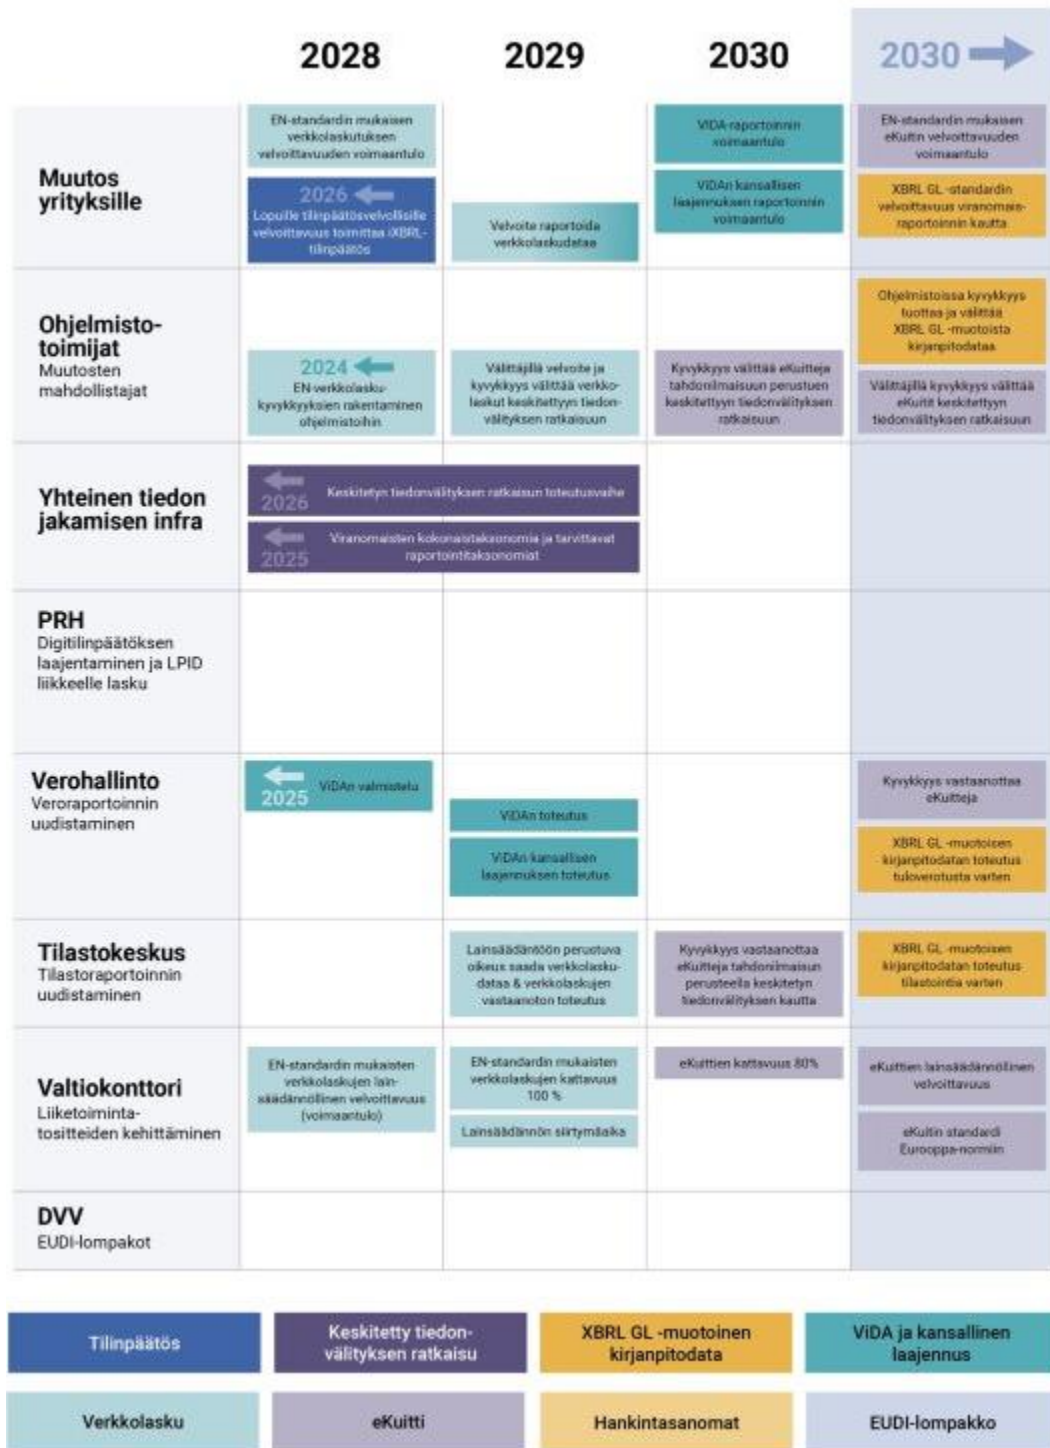 2028
2029
2030
2030
Muutos
yrityksille
EN-standardin mukaisen
verkkolaskutuksen
velvoittavuuden voimaantulo
2026
Lopuille tilinpäätösvelvollisille
velvoittavuus toimittaa iXBRL-
tilinpäätös
Velvoite raportoida
verkkolaskudataa
ViDA-raportoinnin
voimaantulo
ViDAn kansallisen
laajennuksen raportoinnin
voimaantulo
EN-standardin mukaisen
eKuitin velvoittavuuden
voimaantulo
XBRL GL -standardin
velvoittavuus viranomais-
raportoinnin kautta
Ohjelmisto-
toimijat
Muutosten
mahdollistajat
2024
EN-verkkolasku-
kyvykkyyksien rakentaminen
ohjelmistoihin
Välittäjillä velvoite ja
kyvykkyys välittää verkko-
laskut keskitettyyn tiedon-
välityksen ratkaisuun
Kyvykkyys välittää eKuitteja
tahdonilmaisuun perustuen
keskitettyyn tiedonvälityksen
ratkaisuun
Ohjelmistoissa kyvykkyys
tuottaa ja välittää
XBRL GL -muotoista
kirjanpitodataa
Välittäjillä kyvykkyys välittää
eKuitit keskitettyyn
tiedonvälityksen ratkaisuun
Yhteinen tiedon
jakamisen infra
2026
Keskitetyn tiedonvälityksen ratkaisun toteutusvaihe
2025
Viranomaisten kokonaistaksonomia ja tarvittavat
raportointitaksonomiat
PRH
Digitilinpäätöksen
laajentaminen ja LPID
liikkeelle lasku
Verohallinto
Veroraportoinnin
uudistaminen
2025
ViDAn valmistelu
ViDAn toteutus
ViDAn kansallisen
laajennuksen toteutus
Kyvykkyys vastaanottaa
eKuitteja
XBRL GL -muotoisen
kirjanpitodatan toteutus
tuloverotusta varten
Tilastokeskus
Tilastoraportoinnin
uudistaminen
Lainsäädäntöön perustuva
oikeus saada verkkolasku-
dataa & verkkolaskujen
vastaanoton toteutus
Kyvykkyys vastaanottaa
eKuitteja tahdonilmaisun
perusteella keskitetyn
tiedonvälityksen kautta
XBRL GL -muotoisen
kirjanpitodatan toteutus
tilastointia varten
Valtiokonttori
Liiketoiminta-
tositteiden kehittäminen
EN-standardin mukaisten
verkkolaskujen lain-
säädännöllinen velvoittavuus
(voimaantulo)
EN-standardin mukaisten
verkkolaskujen kattavuus
100 %
Lainsäädännön siirtymäaika
eKuittien kattavuus 80%
eKuittien lainsäädännöllinen
velvoittavuus
eKuitin standardi
Eurooppa-normiin
DVV
EUDI-lompakot
Tilinpäätös
Keskitetty tiedon-
välityksen ratkaisu
XBRL GL -muotoinen
kirjanpitodata
ViDA ja kansallinen
laajennus
Verkkolasku
eKuitti
Hankintasanomat
EUDI-lompakko